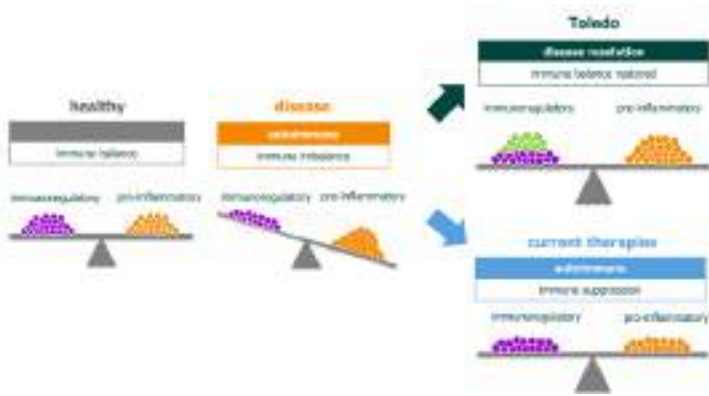 healthy
immune balance
immunoregulatory pro-inflammatory
disease
autoimmune
immune imbalance
immunoregulatory pro-inflammatory
Toledo
disease resolution
immune balance restored
immunoregulatory pro-inflammatory
current therapies
autoimmune
immune suppression
immunoregulatory pro-inflammatory